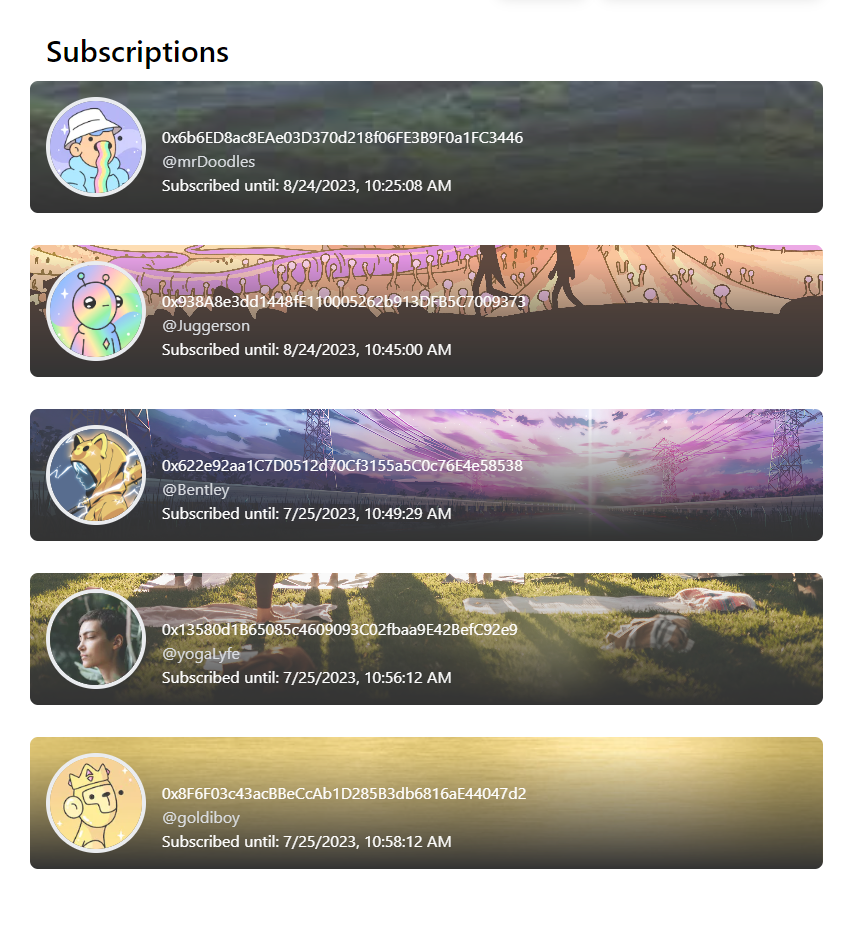 Subscriptions
0x6b6ED8ac8EAe03D370d218f06FE3B9F0a1FC3446
@mrDoodles
Subscribed until: 8/24/2023, 10:25:08 AM
0x938A8e3dd1448fE110005262b913DFB5C7009373
@Juggerson
Subscribed until: 8/24/2023, 10:45:00 AM
0x622e92aa1C7D0512d70Cf3155a5C0c76E4e58538
@Bentley
Subscribed until: 7/25/2023, 10:49:29 AM
0x13580d1B65085c4609093C02fbaa9E42BefC92e9
@yogaLyfe
Subscribed until: 7/25/2023, 10:56:12 AM
0x8F6F03c43acBBeCcAb1D285B3db6816aE44047d2
@goldiboy
Subscribed until: 7/25/2023, 10:58:12 AM